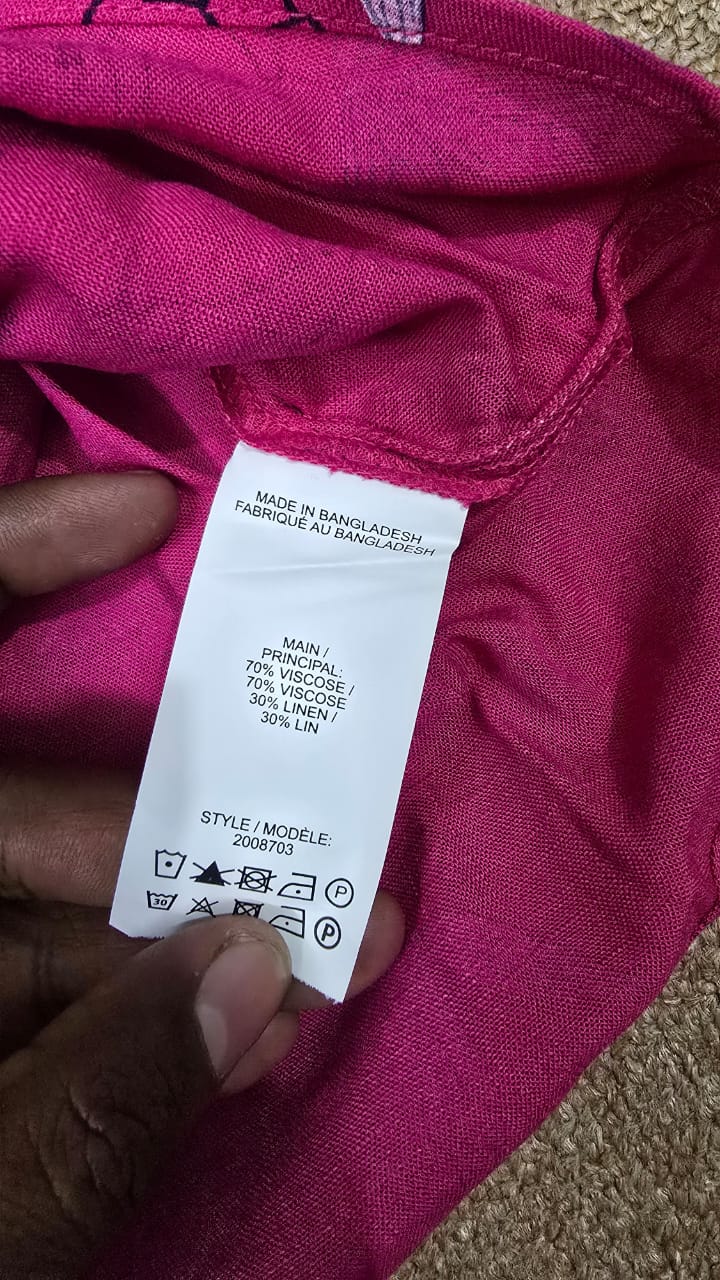 MADE IN BANGLADESH
FABRIQUÉ AU BANGLADESH
MAIN /
PRINCIPAL:
70% VISCOSE /
70% VISCOSE
30% LINEN /
30% LIN
STYLE / MODÈLE:
2008703
P
30 P